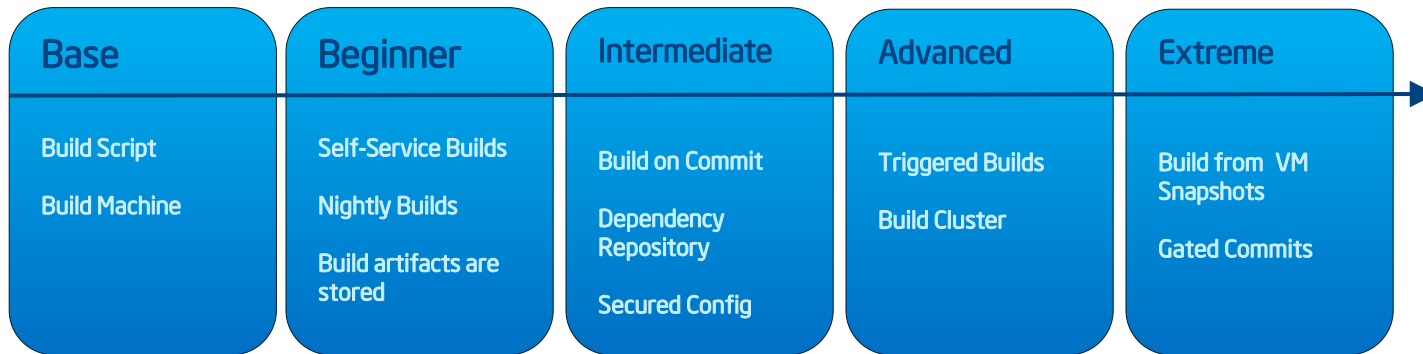 Base
Build Script
Build Machine
Beginner
Self-Service Builds
Nightly Builds
Build artifacts are
stored
Intermediate
Build on Commit
Dependency
Repository
Secured Config
Advanced
Triggered Builds
Build Cluster
Extreme
Build from  VM
Snapshots
Gated Commits